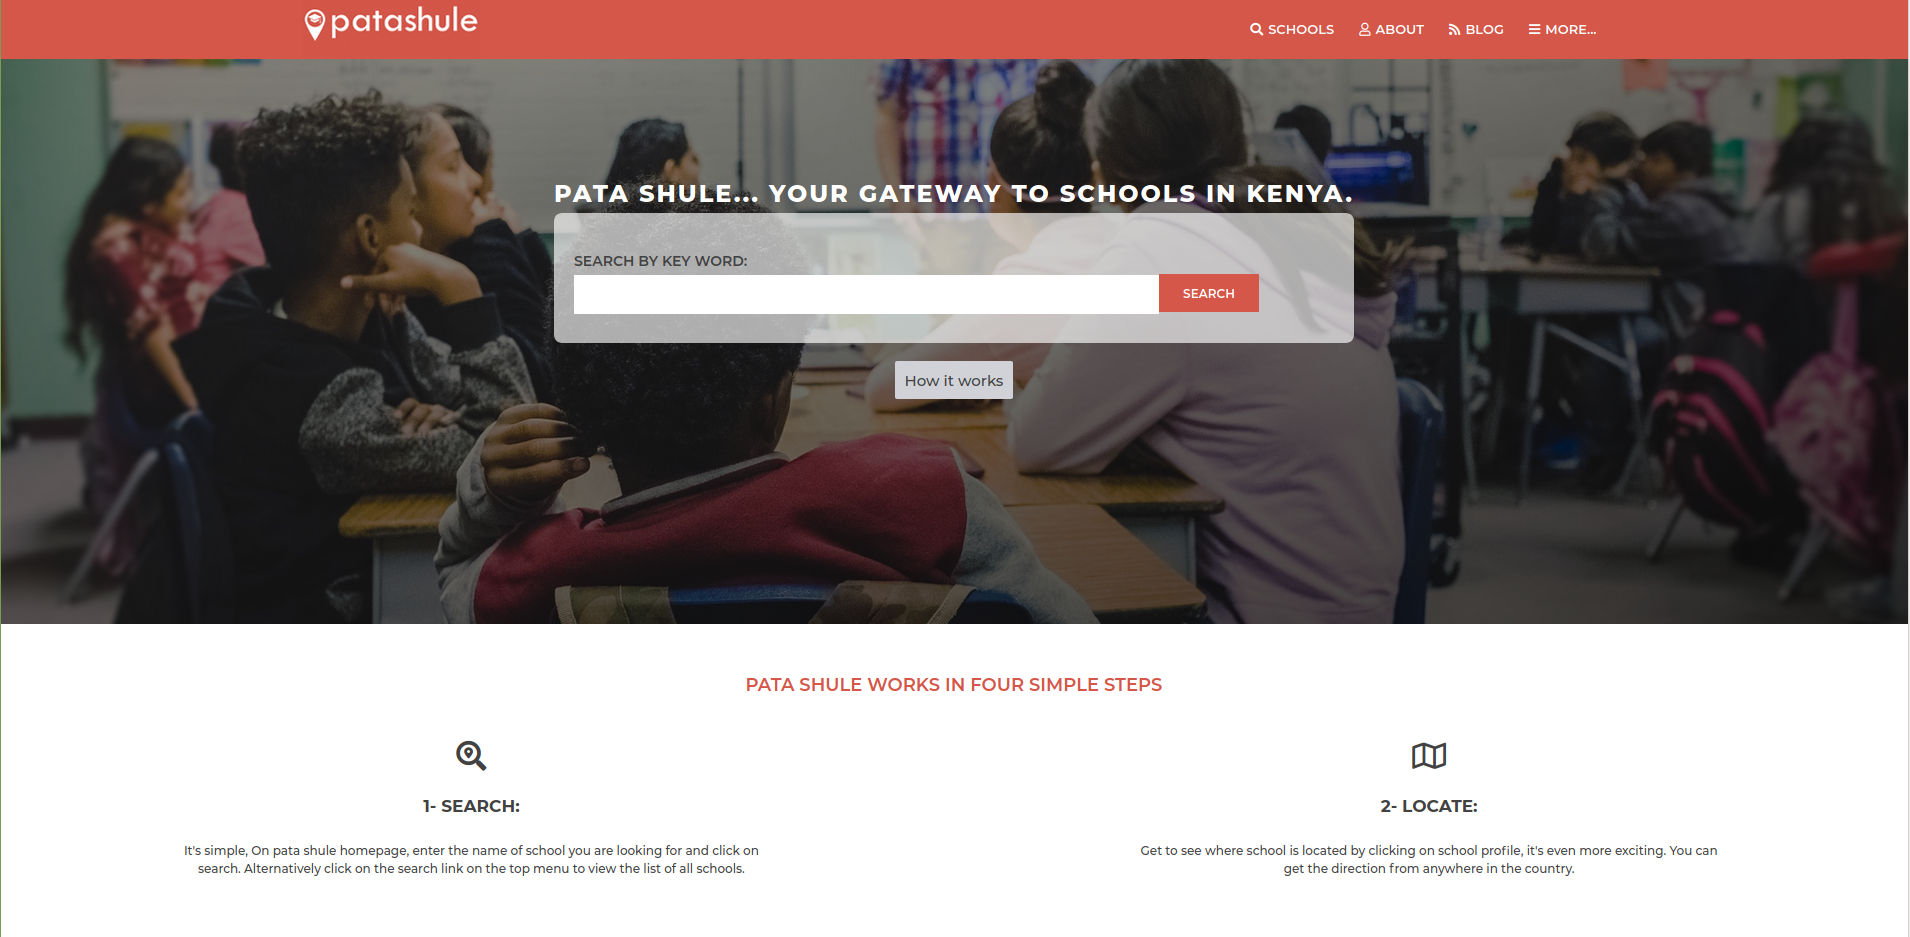 patashule
SCHOOLS
ABOUT
BLOG
MORE...
PATA SHULE... YOUR GATEWAY TO SCHOOLS IN KENYA.
SEARCH BY KEY WORD:
SEARCH
How it works
PATA SHULE WORKS IN FOUR SIMPLE STEPS
1- SEARCH:
It's simple, On pata shule homepage, enter the name of school you are looking for and click on
search. Alternatively click on the search link on the top menu to view the list of all schools.
2- LOCATE:
Get to see where school is located by clicking on school profile, it's even more exciting. You can
get the direction from anywhere in the country.